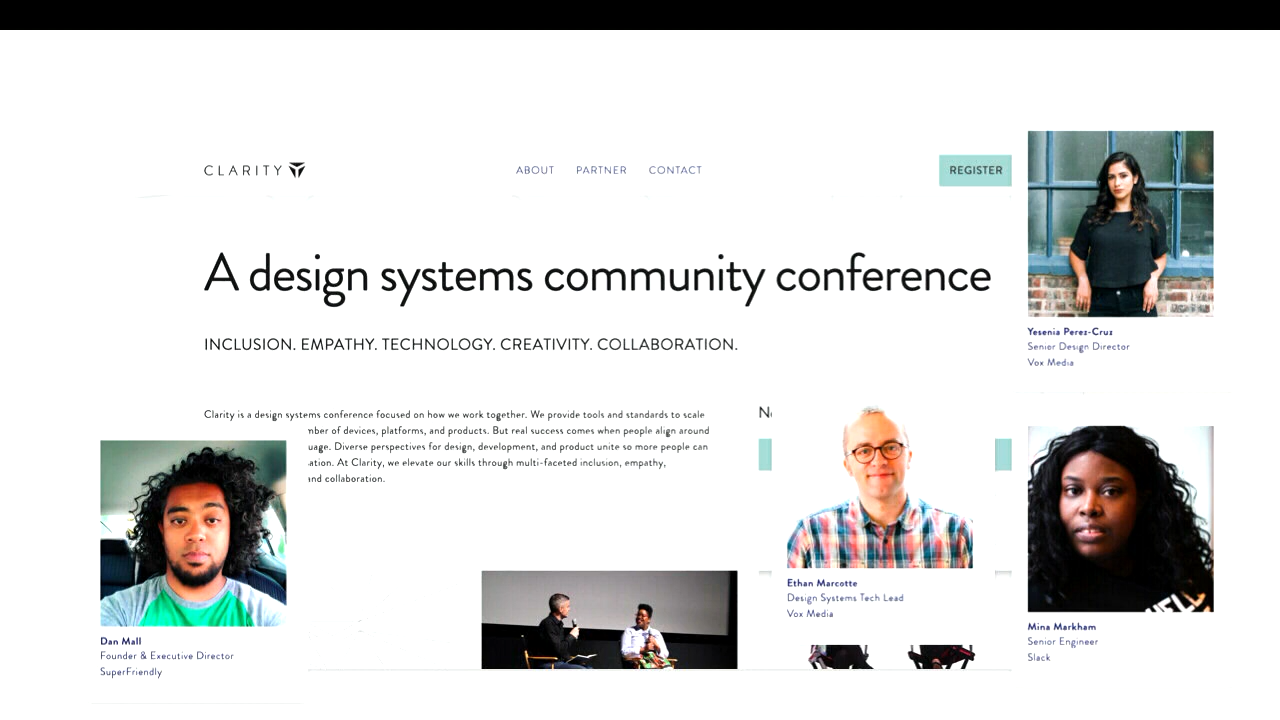 CLARITY
ABOUT PARTNER CONTACT
REGISTER
A design systems community conference
INCLUSION. EMPATHY. TECHNOLOGY. CREATIVITY. COLLABORATION.
Clarity is a design systems conference focused on how we work together. We provide tools and standards to scale
of devices, platforms, and products. But real success comes when people align around
Diverse perspectives for design, development, and product unite so more people can
At Clarity, we elevate our skills through multi-faceted inclusion, empathy,
and collaboration.
Yesenia Perez-Cruz
Senior Design Director
Vox Media
Dan Mall
Founder & Executive Director
SuperFriendly
Ethan Marcotte
Design Systems Tech Lead
Vox Media
Mina Markham
Senior Engineer
Slack